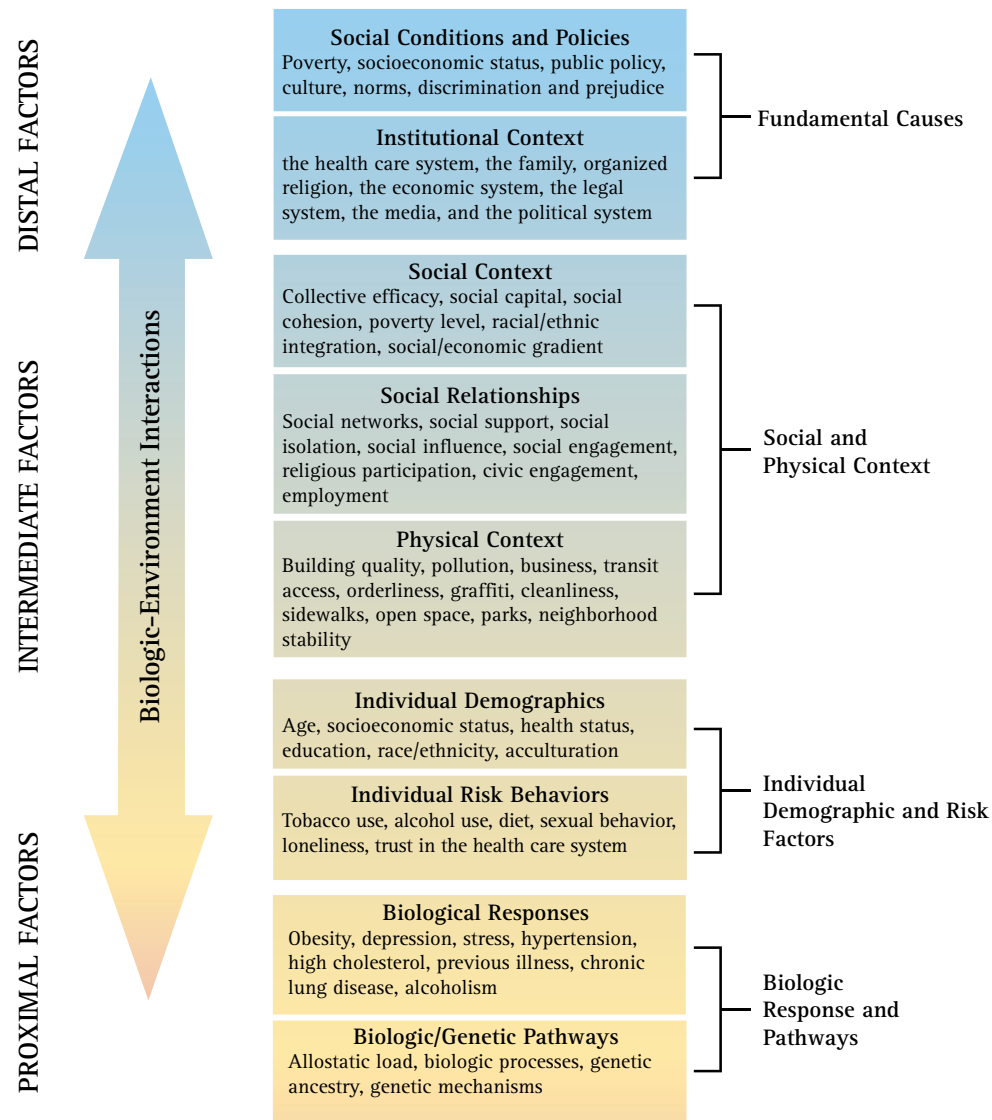 DISTAL FACTORS
INTERMEDIATE FACTORS
PROXIMAL FACTORS
Biologic–Environment Interactions
Social Conditions and Policies
Poverty, socioeconomic status, public policy,
culture, norms, discrimination and prejudice
Institutional Context
the health care system, the family, organized
religion, the economic system, the legal
system, the media, and the political system
Fundamental Causes
Social Context
Collective efficacy, social capital, social
cohesion, poverty level, racial/ethnic
integration, social/economic gradient
Social Relationships
Social networks, social support, social
isolation, social influence, social engagement,
religious participation, civic engagement,
employment
Physical Context
Building quality, pollution, business, transit
access, orderliness, graffiti, cleanliness,
sidewalks, open space, parks, neighborhood
stability
Social and
Physical Context
Individual Demographics
Age, socioeconomic status, health status,
education, race/ethnicity, acculturation
Individual Risk Behaviors
Tobacco use, alcohol use, diet, sexual behavior,
loneliness, trust in the health care system
Individual
Demographic and Risk
Factors
Biological Responses
Obesity, depression, stress, hypertension,
high cholesterol, previous illness, chronic
lung disease, alcoholism
Biologic/Genetic Pathways
Allostatic load, biologic processes, genetic
ancestry, genetic mechanisms
Biologic
Response and
Pathways